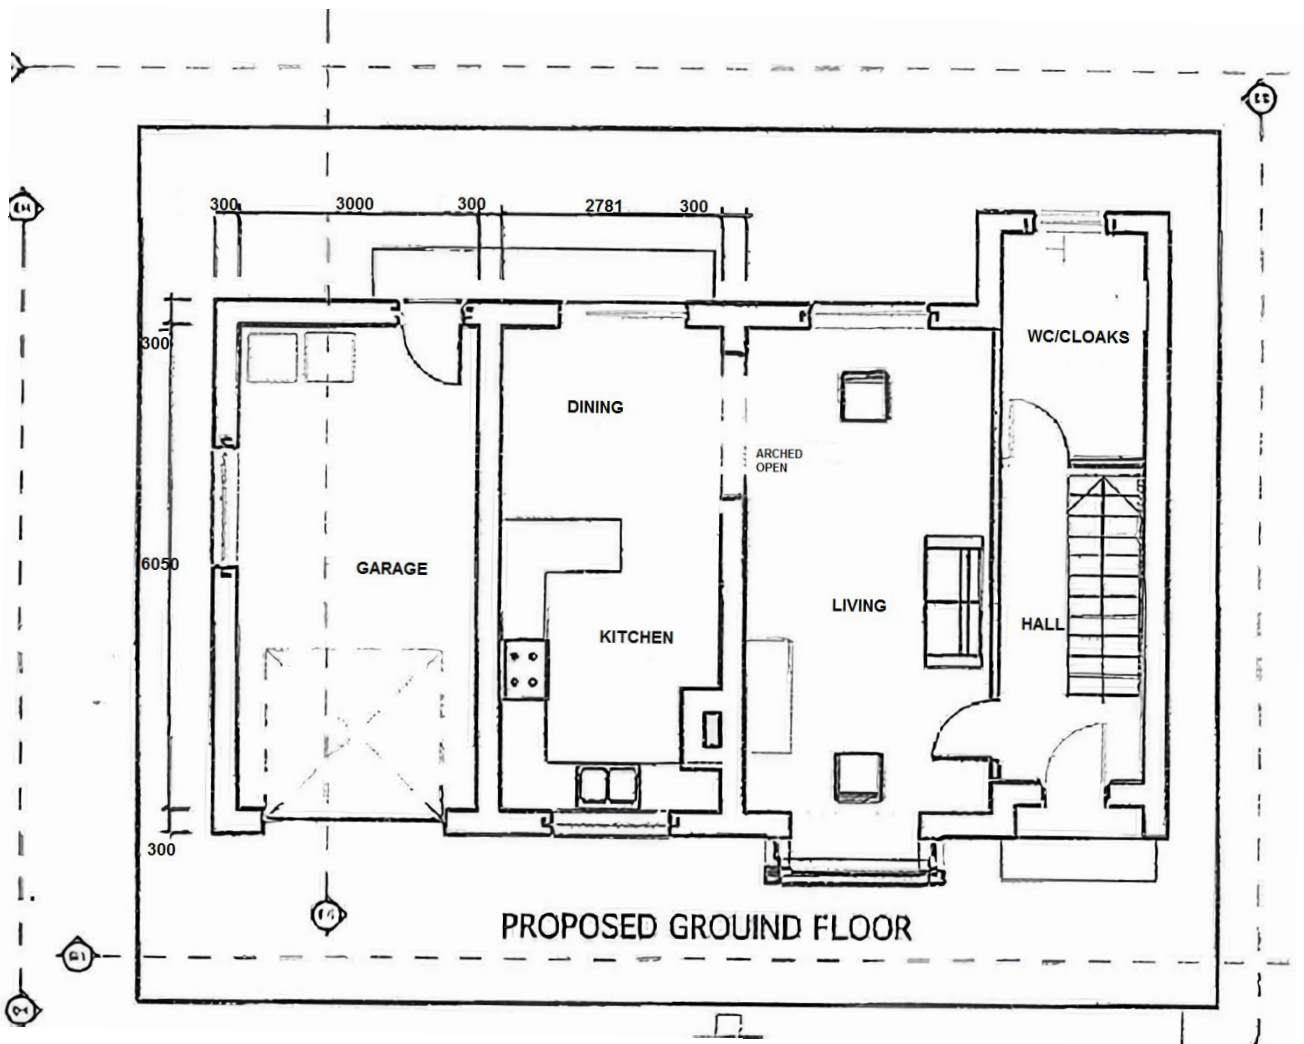 300 3000 300 2781 300
300
WC/CLOAKS
DINING
ARCHED
OPEN
6050
GARAGE
LIVING
HALL
KITCHEN
300
PROPOSED GROUIND FLOOR